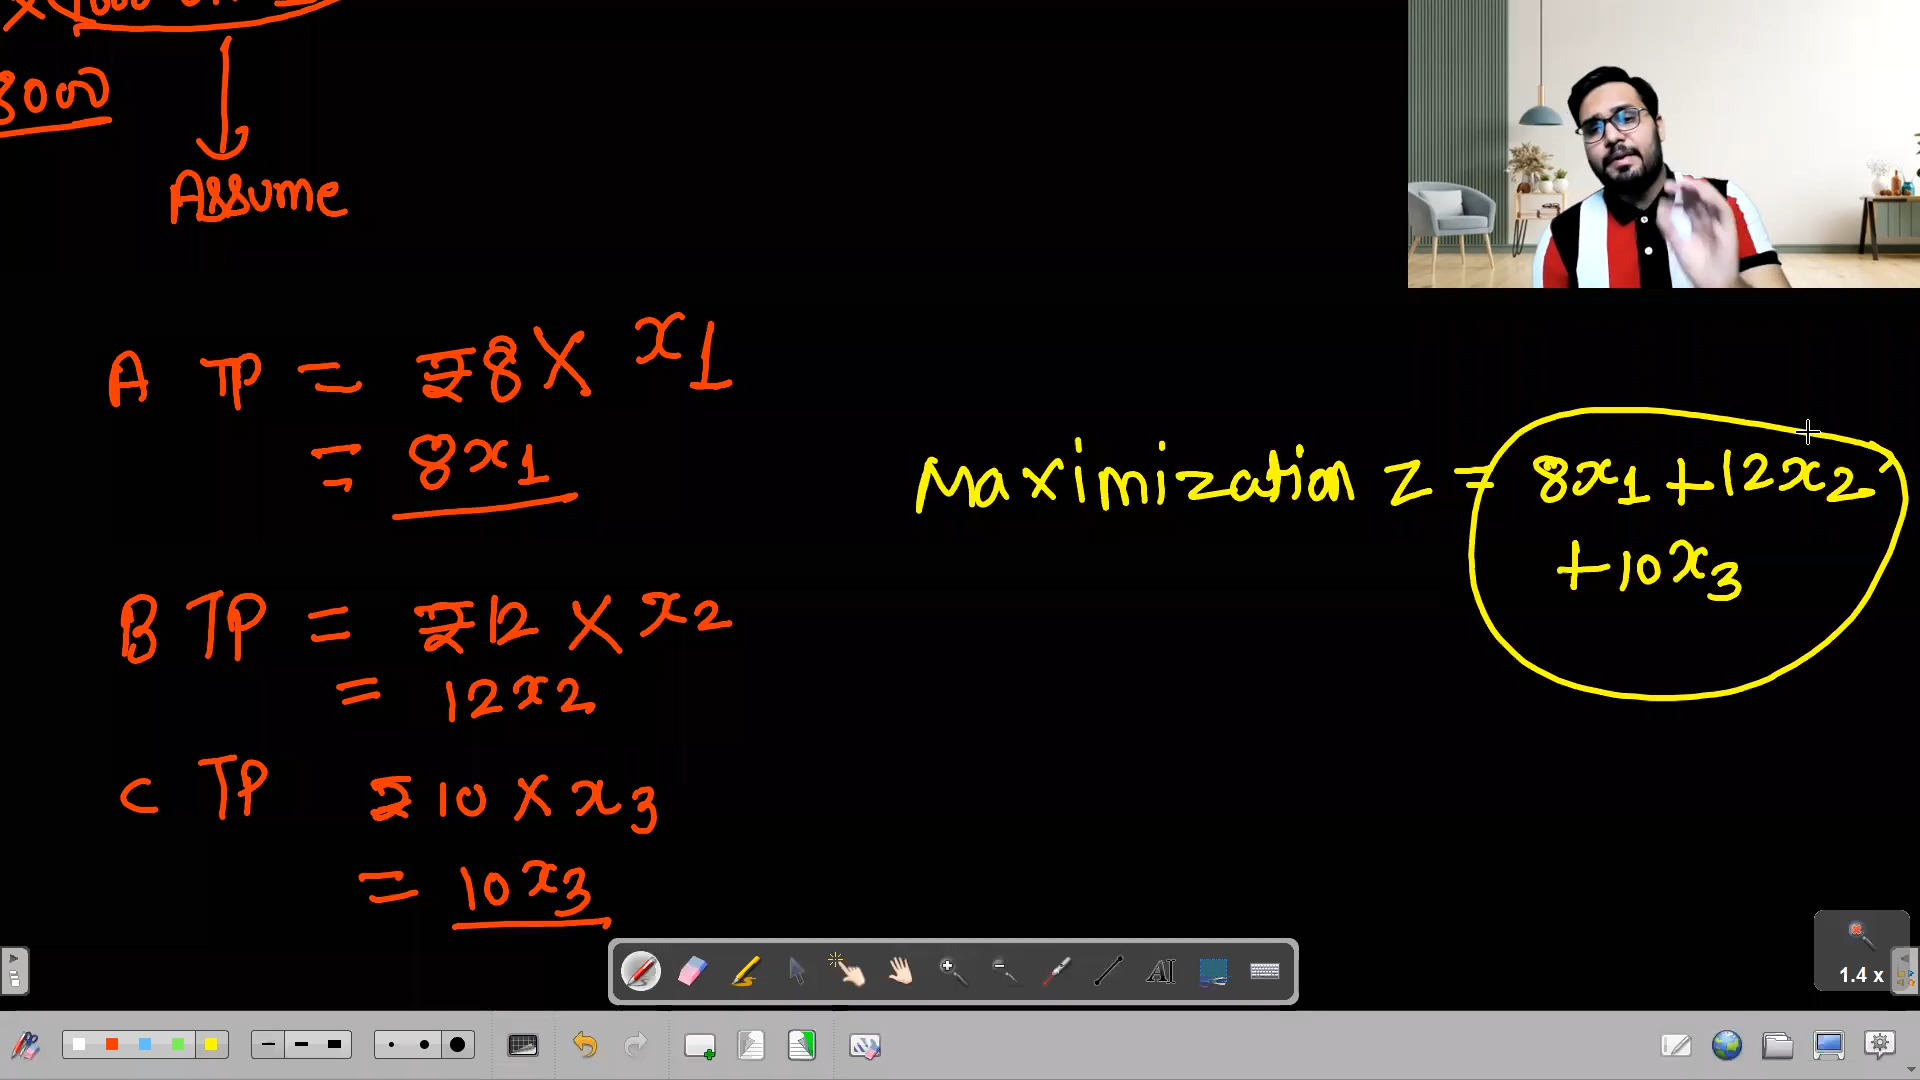 8000
Assume
A TP = ₹8 X x1
= 8x1
Maximization Z = 8x1 + 12x2
+ 10x3
B TP = ₹12 X x2
= 12x2
C TP ₹10 X x3
= 10x3
1.4 x